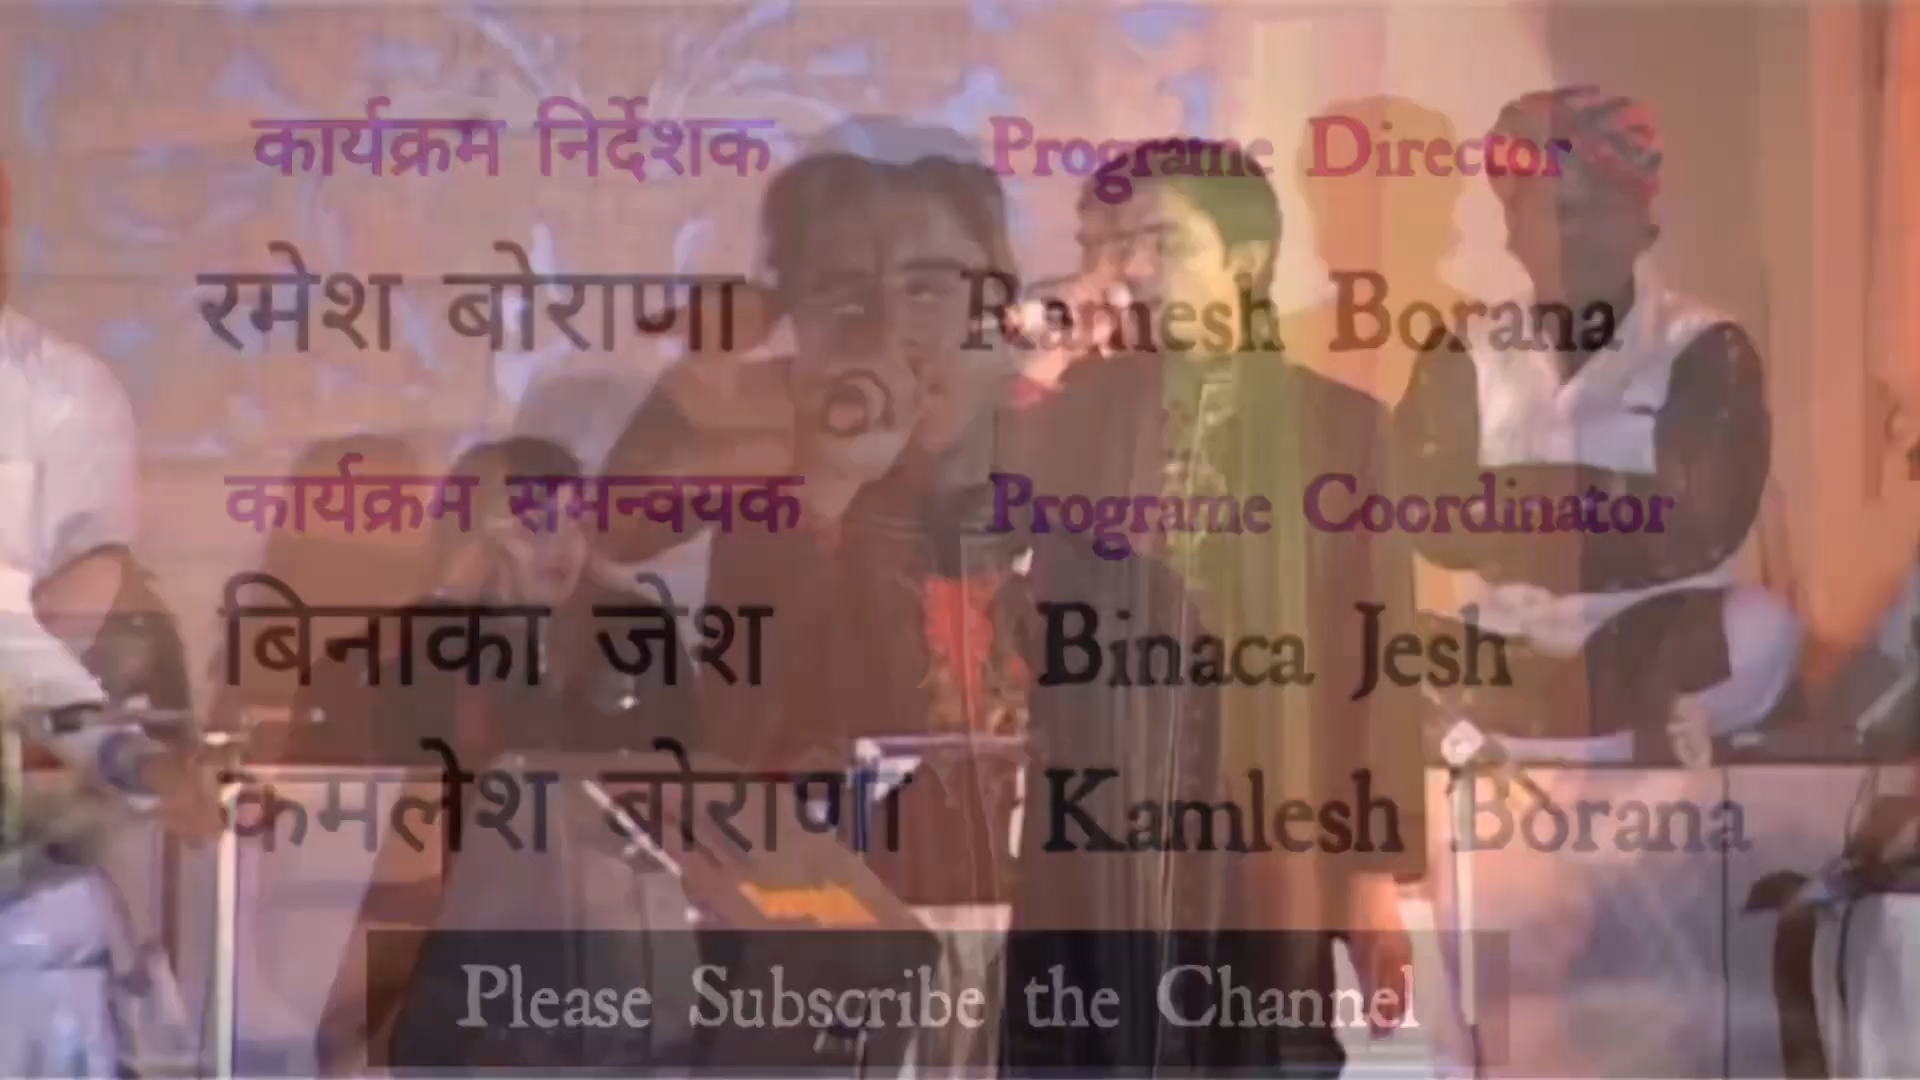 कार्यक्रम निर्देशक Programe Director
रमेश बोराणा Ramesh Borana
कार्यक्रम समन्वयक Programe Coordinator
बिनाका जेश Binaca Jesh
कमलेश बोराणा Kamlesh Borana
Please Subscribe the Channel